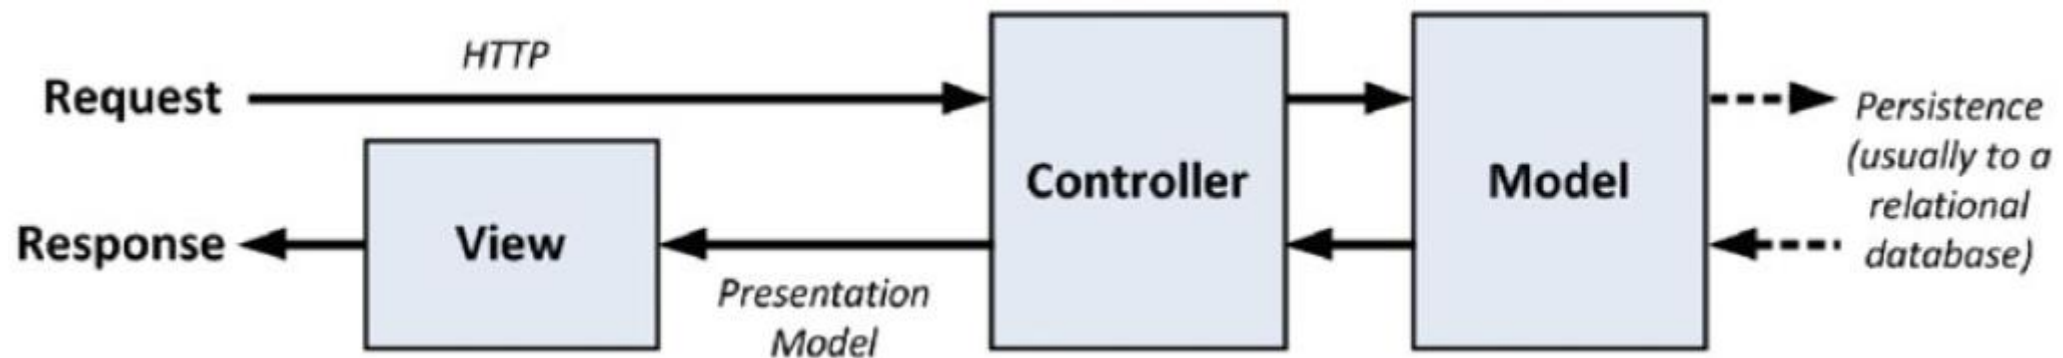 HTTP
Request
Controller
Model
Persistence
(usually to a
relational
database)
View
Response
Presentation
Model